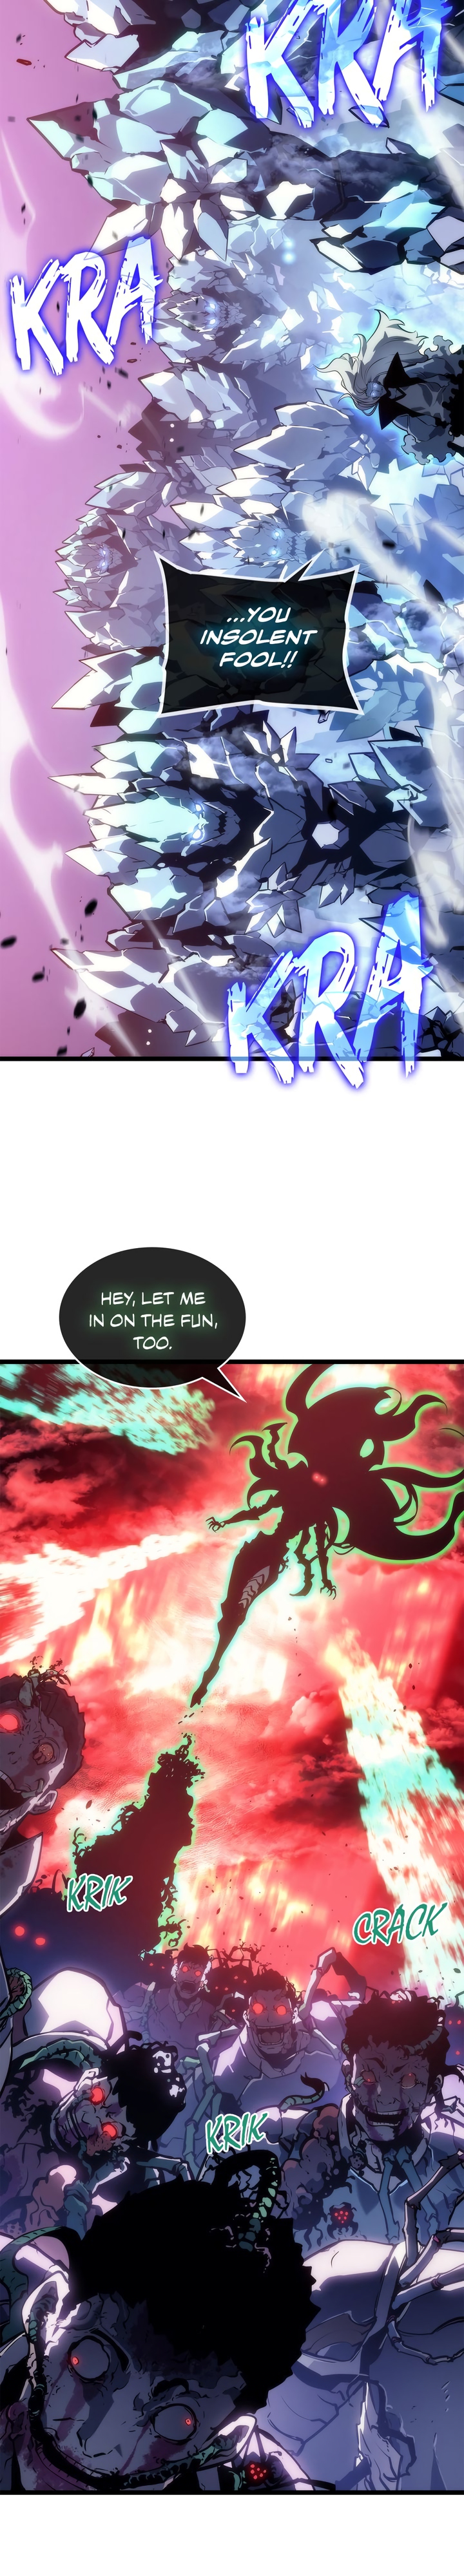 KRA
KRA
...YOU
INSOLENT
FOOL!!
KRA
HEY, LET ME
IN ON THE FUN,
TOO.
KRIK
CRACK
KRIK